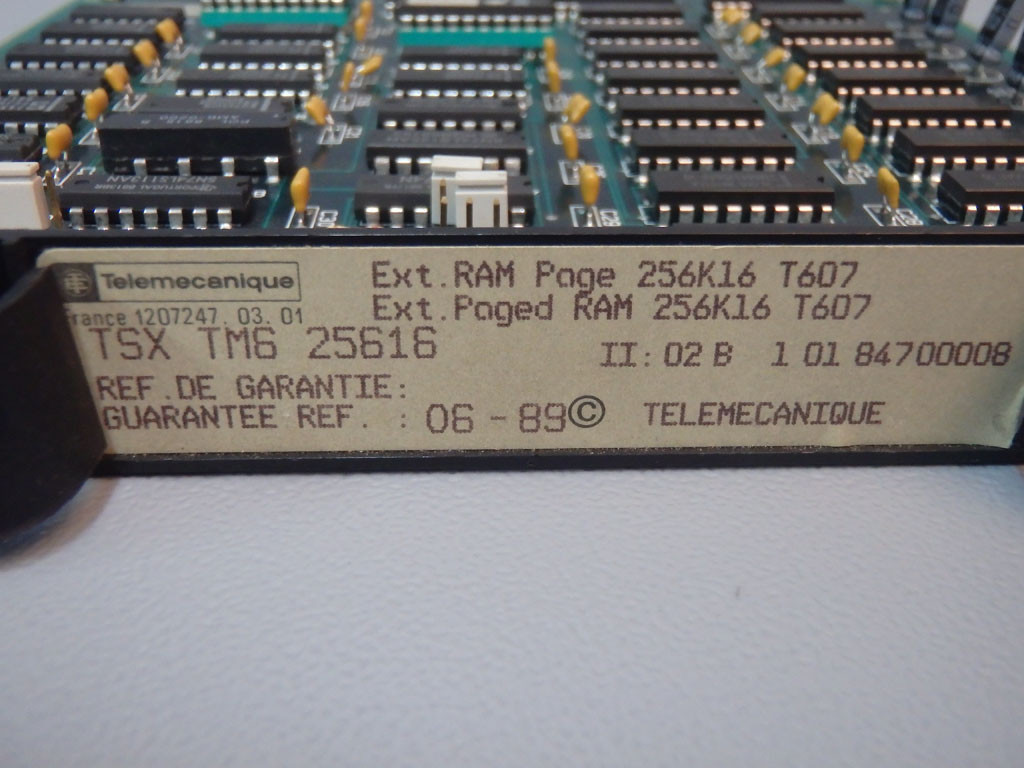 SN74LS113AN
Telemecanique
Ext.RAM Page 256K16 T607
France 1207247. 03. 01
Ext.Paged RAM 256K16 T607
TSX TM6 25616
II: 02 B 1 01 84700008
REF.DE GARANTIE:
GUARANTEE REF. : 06 - 89 © TELEMECANIQUE